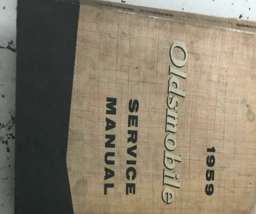 1959
Oldsmobile
SERVICE
MANUAL